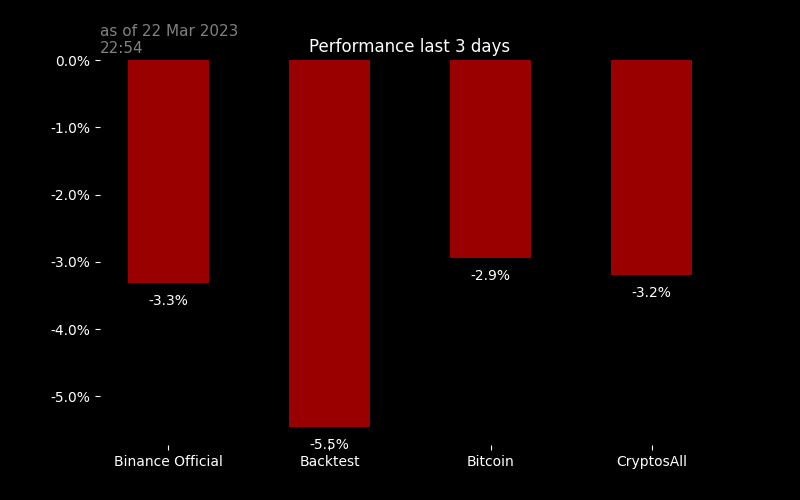 as of 22 Mar 2023
22:54
Performance last 3 days
0.0%
-1.0%
-2.0%
-3.0%
-4.0%
-5.0%
-3.3%
-5.5%
-2.9%
-3.2%
Binance Official
Backtest
Bitcoin
CryptosAll